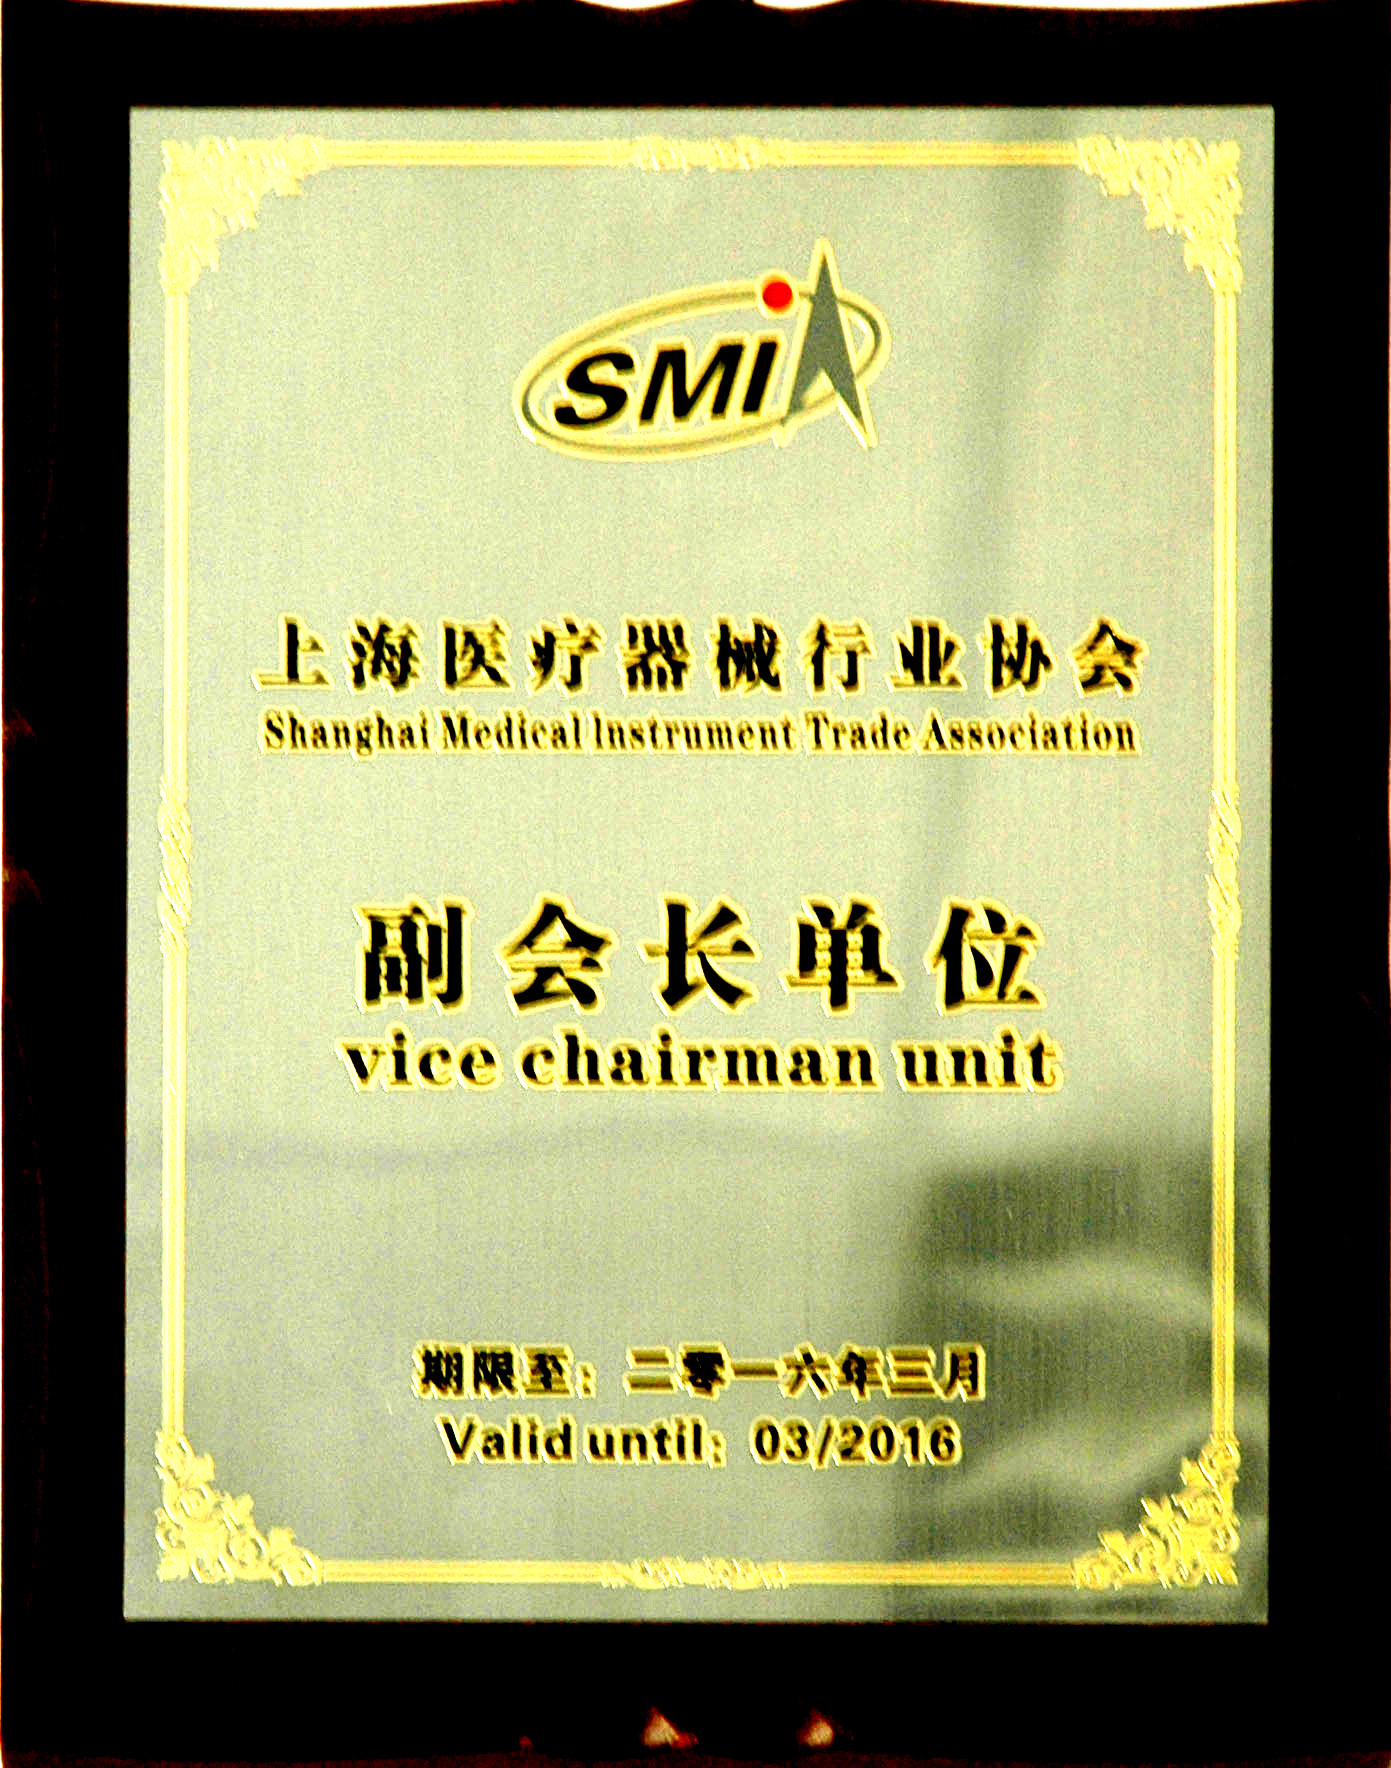 SMIA
上海医疗器械行业协会
Shanghai Medical Instrument Trade Association
副会长单位
vice chairman unit
期限至：二零一六年三月
Valid until：03/2016